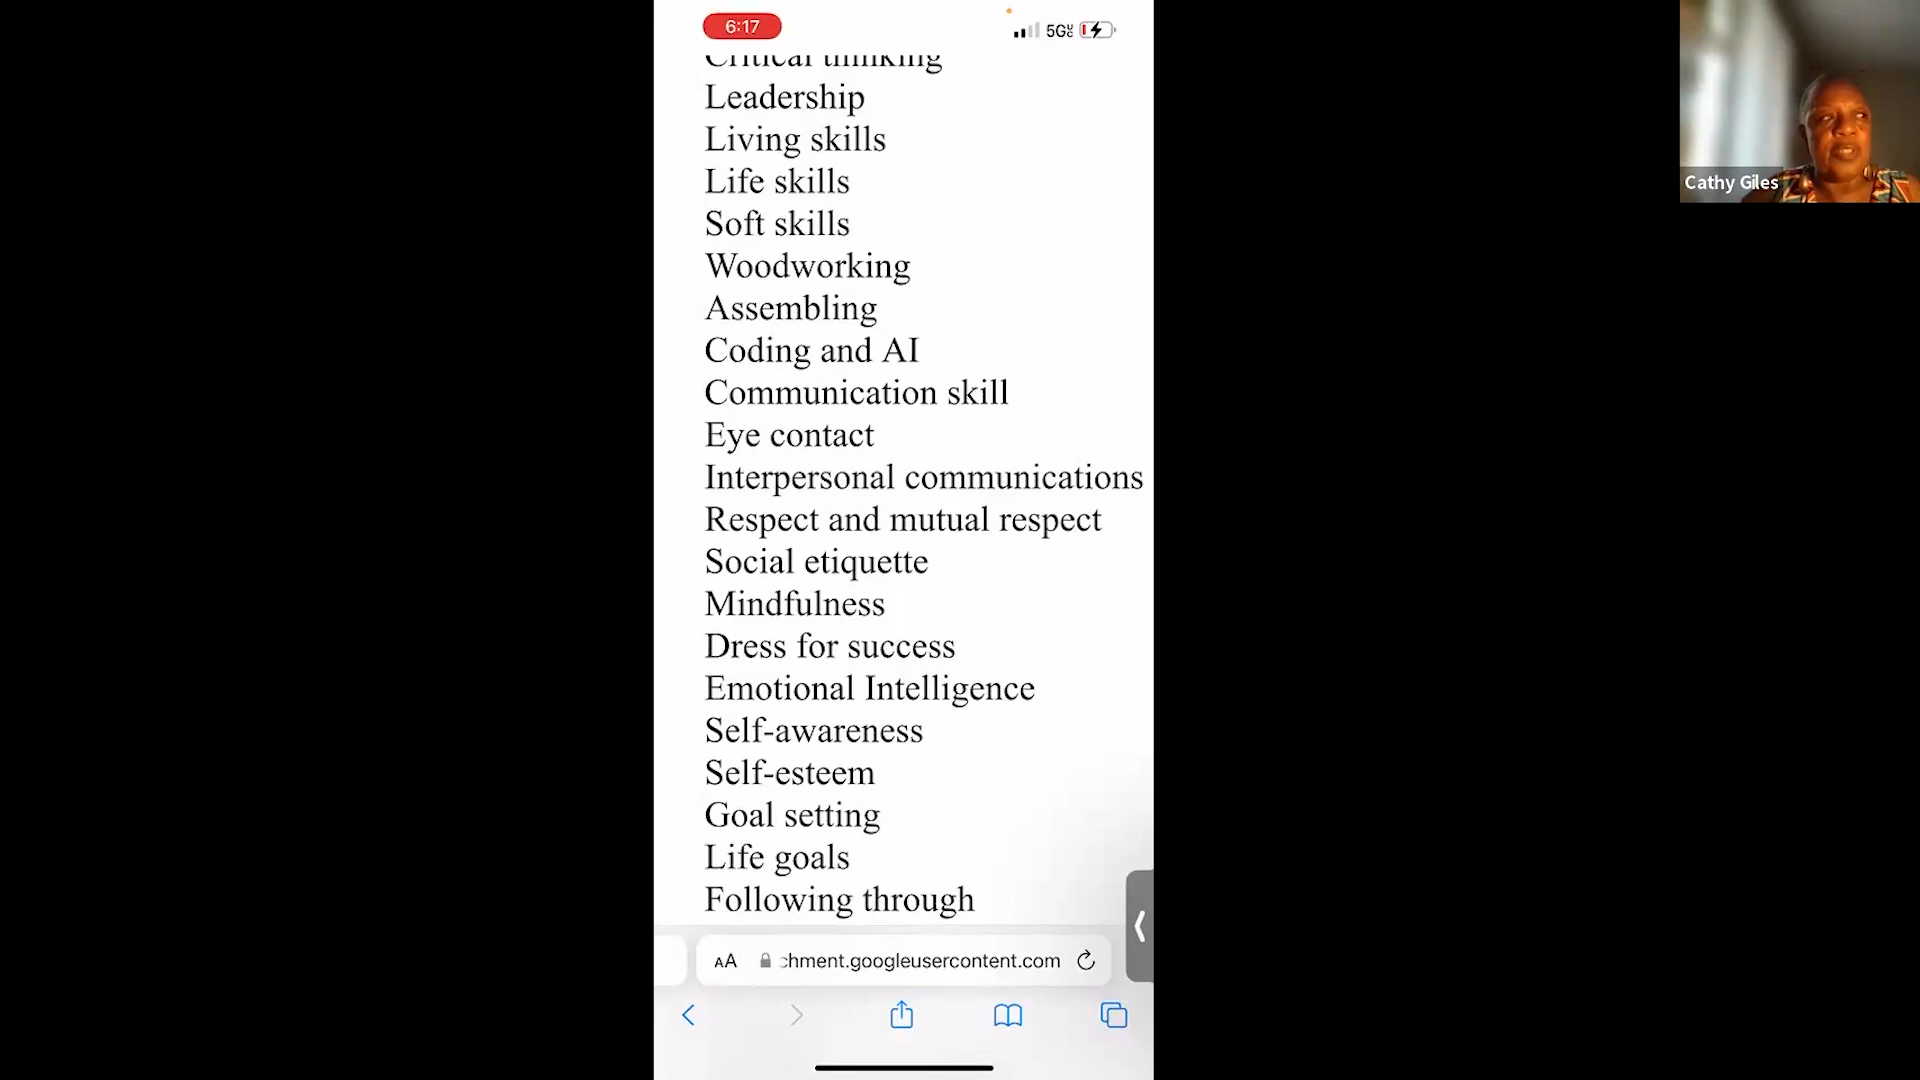 6:17
5G
Critical thinking
Leadership
Living skills
Life skills
Soft skills
Woodworking
Assembling
Coding and AI
Communication skill
Eye contact
Interpersonal communications
Respect and mutual respect
Social etiquette
Mindfulness
Dress for success
Emotional Intelligence
Self-awareness
Self-esteem
Goal setting
Life goals
Following through
AA chment.googleusercontent.com
Cathy Giles